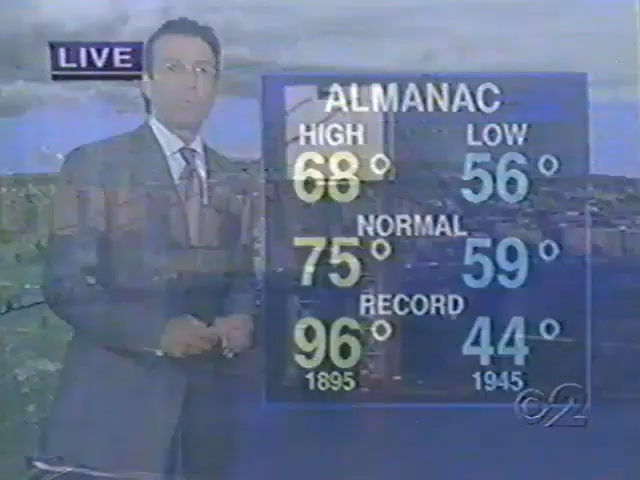 LIVE
ALMANAC
HIGH LOW
68° 56°
NORMAL
75° 59°
RECORD
96° 44°
1895 1945
2